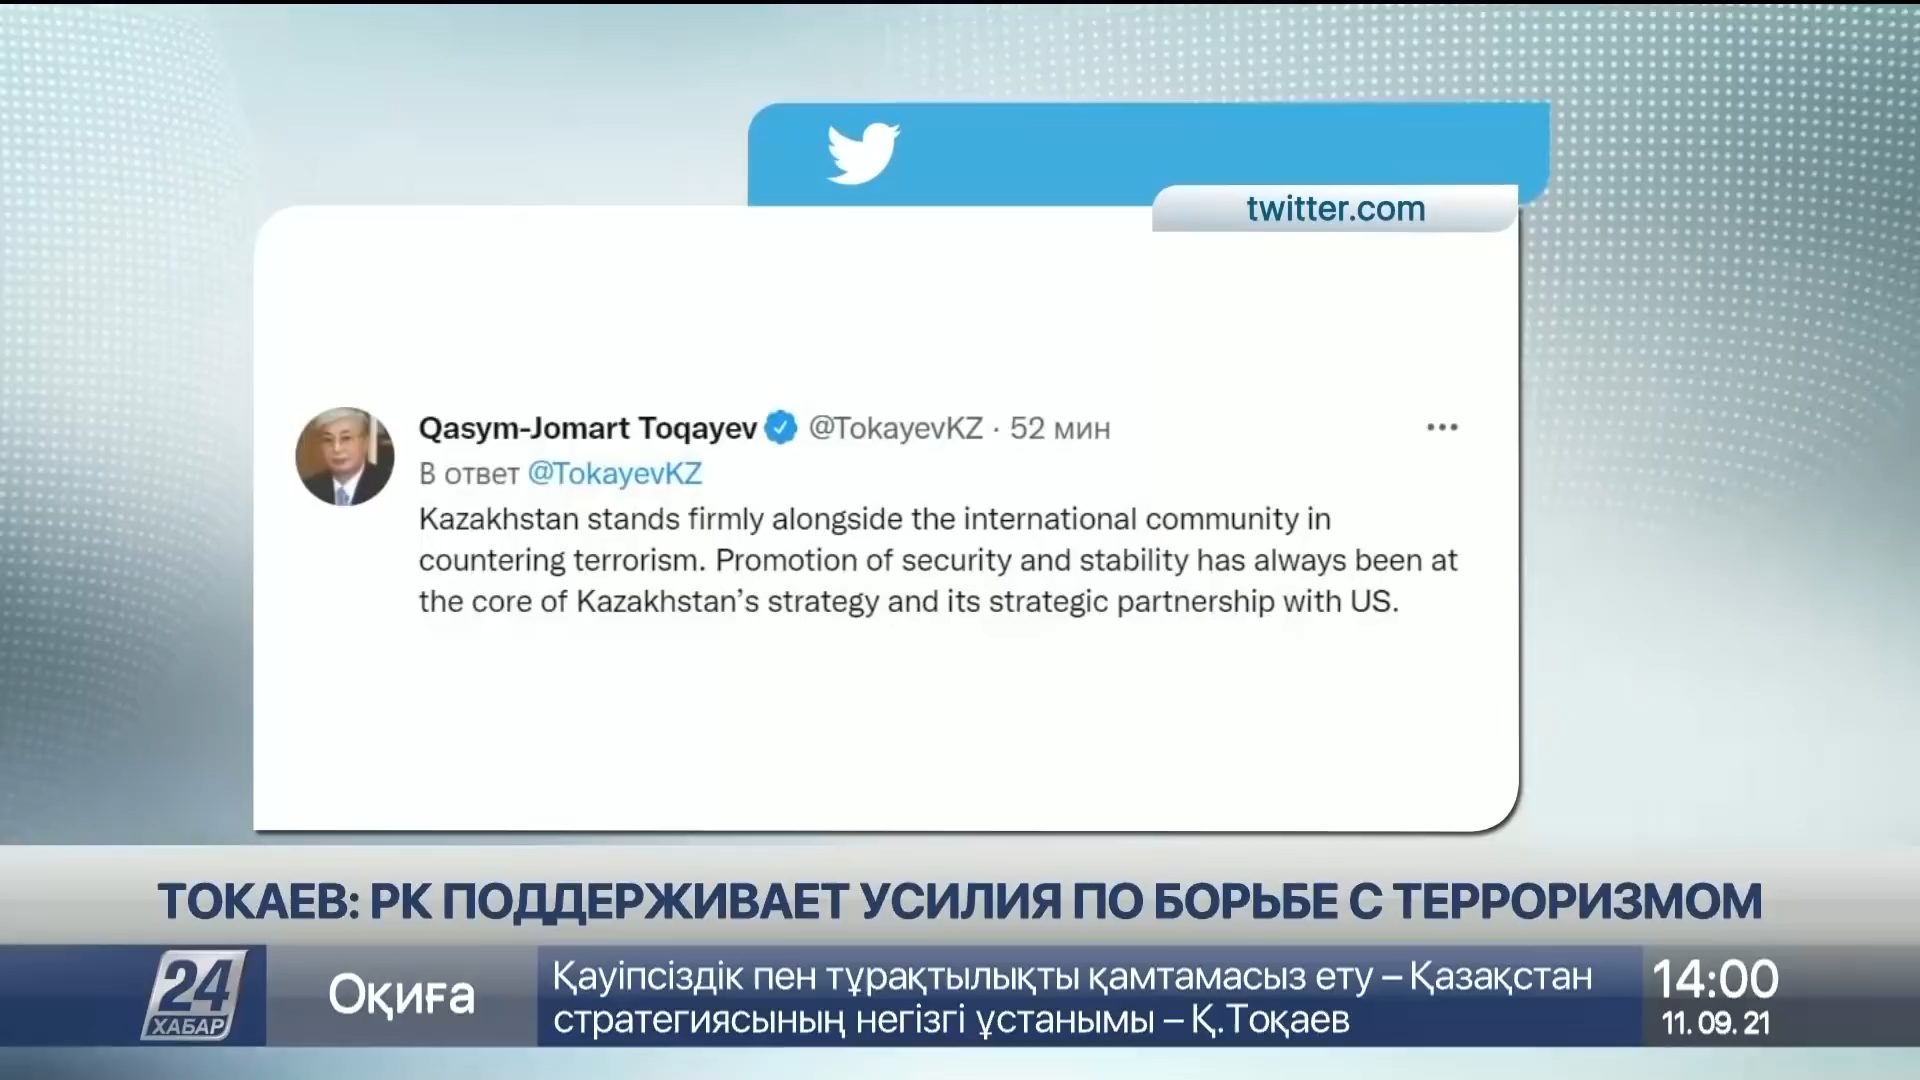 twitter.com
Qasym-Jomart Toqayev @TokayevKZ · 52 мин
В ответ @TokayevKZ
Kazakhstan stands firmly alongside the international community in
countering terrorism. Promotion of security and stability has always been at
the core of Kazakhstan’s strategy and its strategic partnership with US.
ТОКАЕВ: РК ПОДДЕРЖИВАЕТ УСИЛИЯ ПО БОРЬБЕ С ТЕРРОРИЗМОМ
24
ХАБАР
Оқиға
Қауіпсіздік пен тұрақтылықты қамтамасыз ету – Қазақстан
стратегиясының негізгі ұстанымы – Қ.Тоқаев
14:00
11. 09. 21